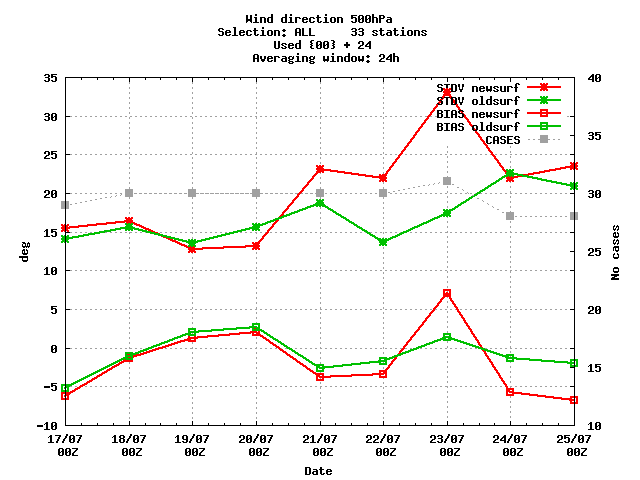 Wind direction 500hPa
Selection: ALL 33 stations
Used {00} + 24
Averaging window: 24h
STDV newsurf
STDV oldsurf
BIAS newsurf
BIAS oldsurf
CASES
35
30
25
20
15
10
5
0
-5
-10
deg
40
35
30
25
20
15
10
No cases
17/07 18/07 19/07 20/07 21/07 22/07 23/07 24/07 25/07
00Z 00Z 00Z 00Z 00Z 00Z 00Z 00Z 00Z
Date